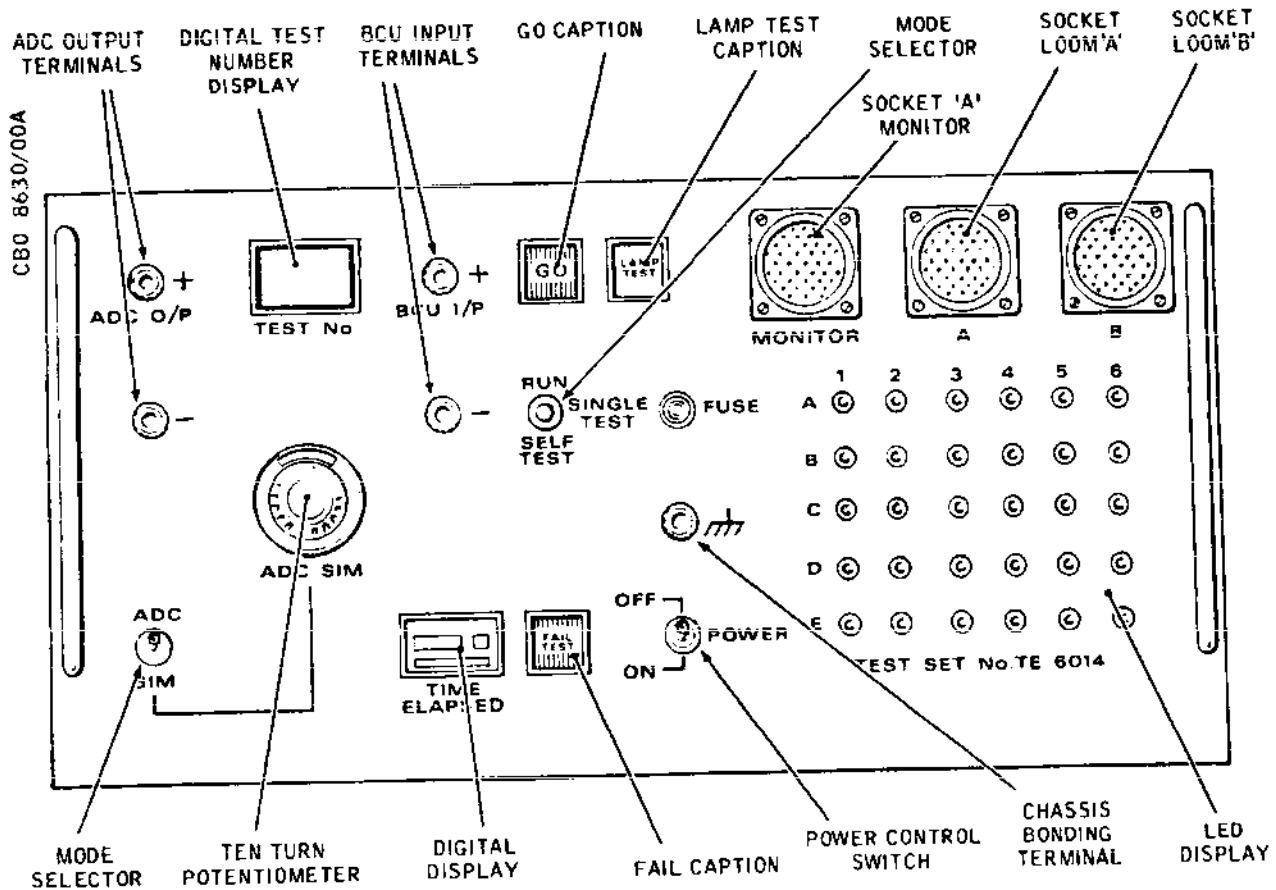 ADC OUTPUT
TERMINALS
DIGITAL TEST
NUMBER
DISPLAY
BCU INPUT
TERMINALS
GO CAPTION
LAMP TEST
CAPTION
MODE
SELECTOR
SOCKET 'A'
MONITOR
SOCKET
LOOM 'A'
SOCKET
LOOM 'B'
CBO 8630/00A
+
ADC O/P
-
TEST No
+
BCU I/P
-
GO
LAMP
TEST
MONITOR
A
B
RUN
SINGLE
TEST
SELF
TEST
FUSE
1 2 3 4 5 6
A
B
C
D
E
ADC SIM
ADC
SIM
TIME
ELAPSED
FAIL
TEST
OFF
POWER
ON
TEST SET No. TE 6014
MODE
SELECTOR
TEN TURN
POTENTIOMETER
DIGITAL
DISPLAY
FAIL CAPTION
POWER CONTROL
SWITCH
CHASSIS
BONDING
TERMINAL
LED
DISPLAY